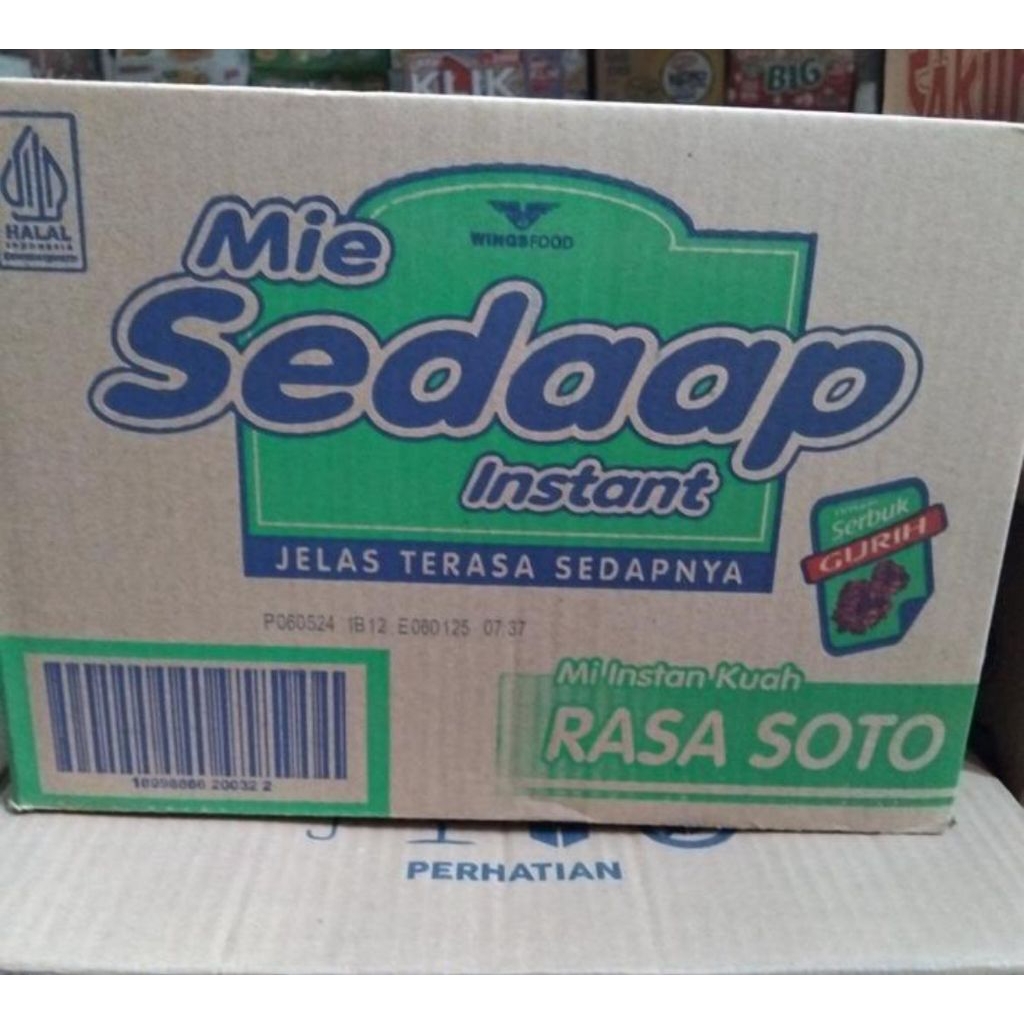 KLIK
BIG
HALAL
INDONESIA
WINGSFOOD
Mie
Sedaap
Instant
JELAS TERASA SEDAPNYA
Serbuk
GURIH
P060524 IB12 E060125 07:37
Mi Instan Kuah
RASA SOTO
PERHATIAN